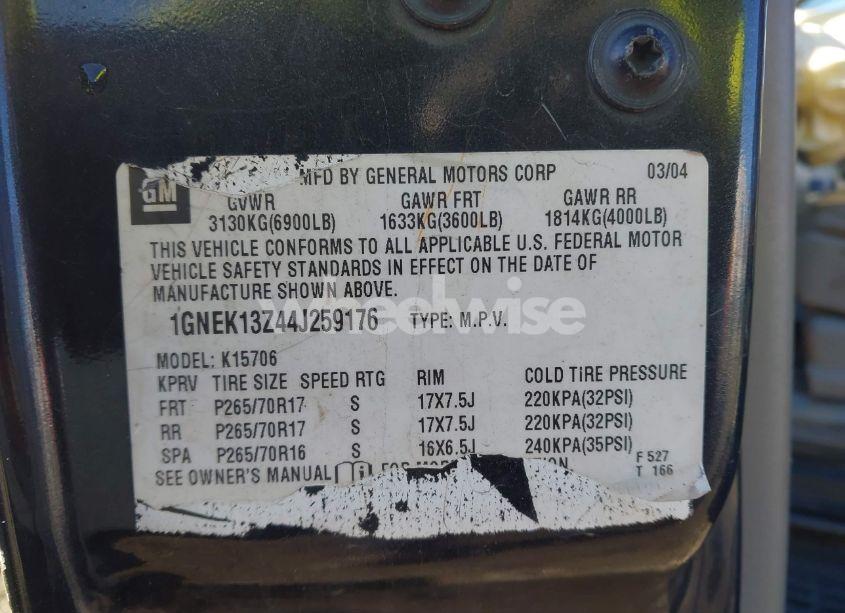 GM
MFD BY GENERAL MOTORS CORP 03/04
GVWR GAWR FRT GAWR RR
3130KG(6900LB) 1633KG(3600LB) 1814KG(4000LB)
THIS VEHICLE CONFORMS TO ALL APPLICABLE U.S. FEDERAL MOTOR
VEHICLE SAFETY STANDARDS IN EFFECT ON THE DATE OF
MANUFACTURE SHOWN ABOVE.
Wheelwise
1GNEK13Z44J259176 TYPE: M.P.V.
MODEL: K15706
KPRV TIRE SIZE SPEED RTG RIM COLD TIRE PRESSURE
FRT P265/70R17 S 17X7.5J 220KPA(32PSI)
RR P265/70R17 S 17X7.5J 220KPA(32PSI)
SPA P265/70R16 S 16X6.5J 240KPA(35PSI)
SEE OWNER'S MANUAL FOR
F 527
T 166